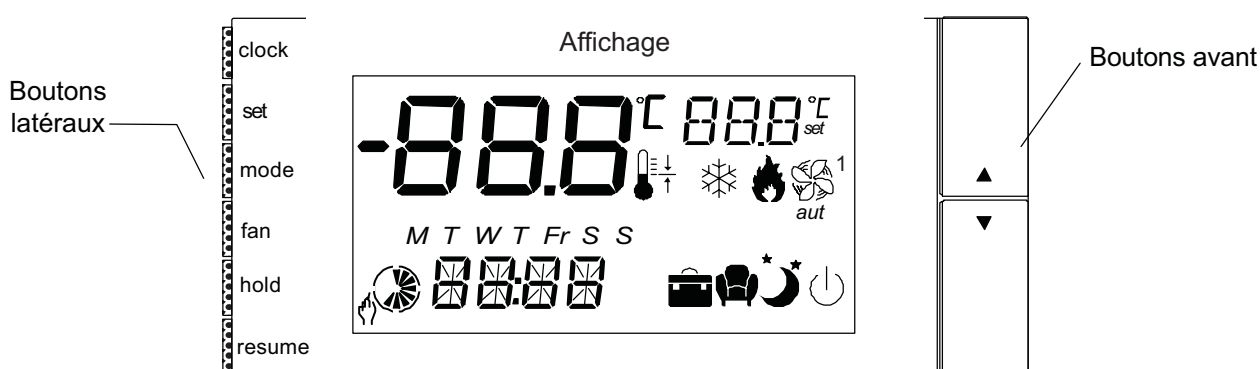 Affichage
Boutons
latéraux
clock
set
mode
fan
hold
resume
-88.8 °C
88.8 °C
set
1
aut
M T W T Fr S S
88:88
Boutons avant
▲
▼